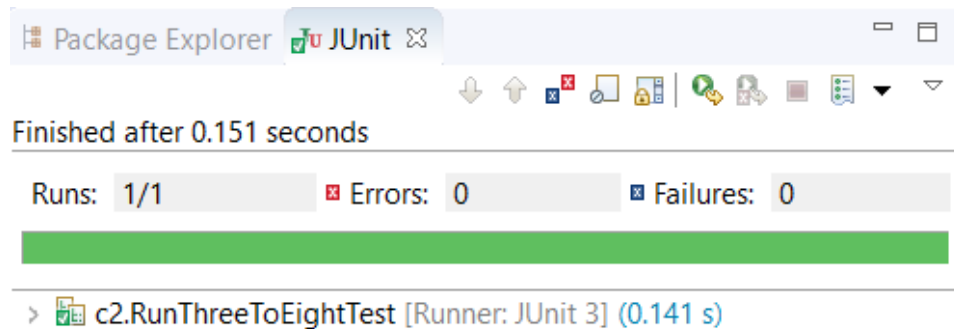 Package Explorer JUnit
Finished after 0.151 seconds
Runs: 1/1 Errors: 0 Failures: 0
c2.RunThreeToEightTest [Runner: JUnit 3] (0.141 s)